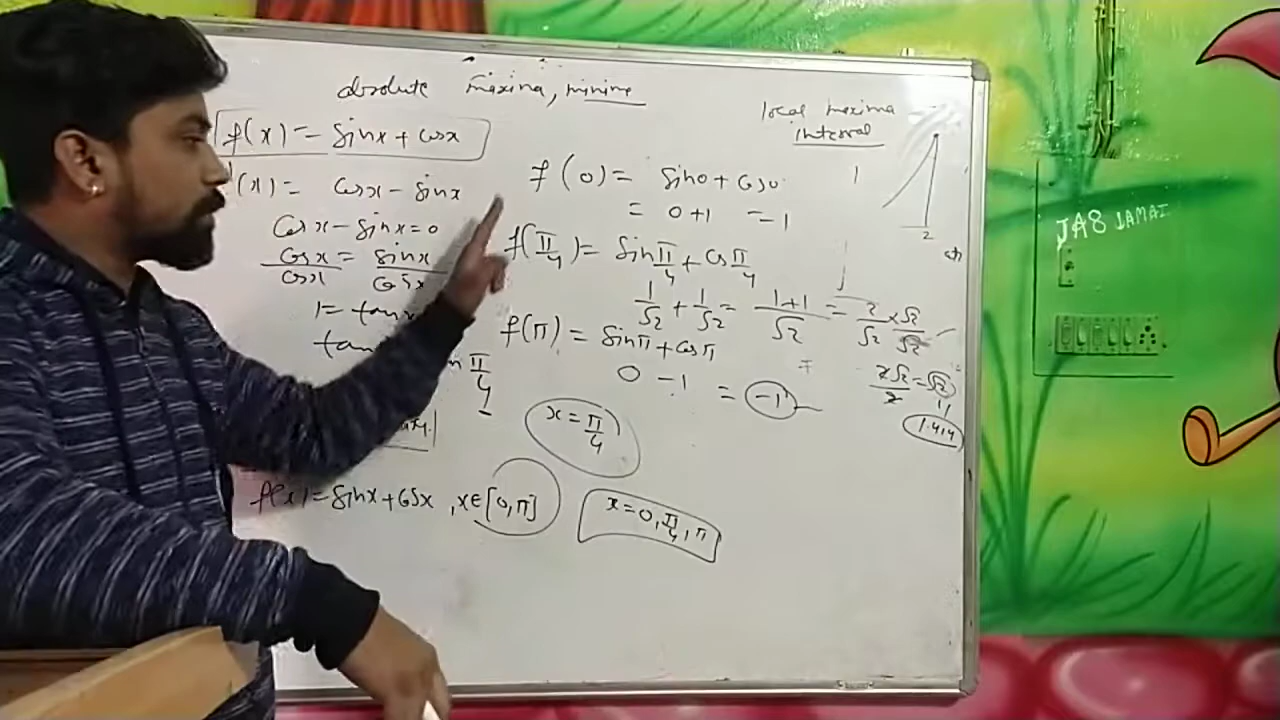 absolute maxima, minima
f(x) = sinx + cosx
(x) = cosx - sinx
cosx - sinx = 0
cosx/cosx = sinx/cosx
1 = tanx
tan π/4
f(x) = sinx + cosx , x∈[0,π]
f(0) = sin0 + cos0
= 0+1 = 1
f(π/4) = sin π/4 + cos π/4
1/√2 + 1/√2 = 1+1/√2 = 2/√2 × √2/√2
2√2/2 = √2
1.414
f(π) = sinπ + cosπ
0 - 1 = -1
x = π/4
x = 0, π/4, π
local maxima
interval
2
JAB JAMAI